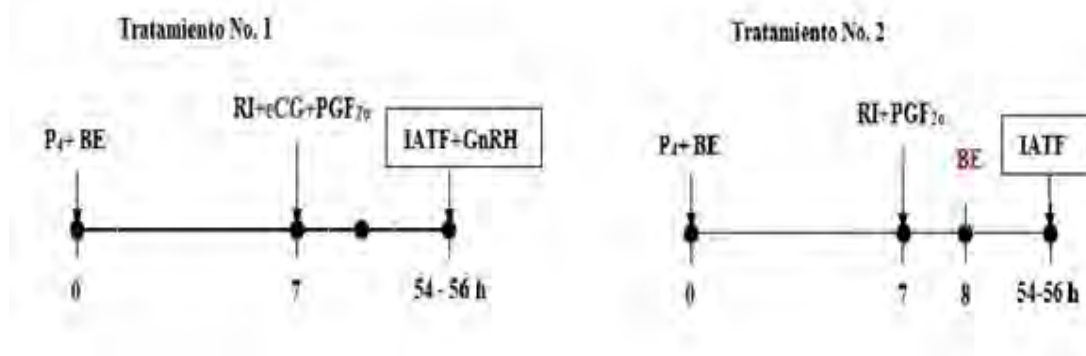 Tratamiento No. 1
RI+eCG+PGF2α
IATF+GnRH
P4+ BE
0
7
54 - 56 h
Tratamiento No. 2
RI+PGF2α
P4+ BE
BE
IATF
0
7
8
54-56 h